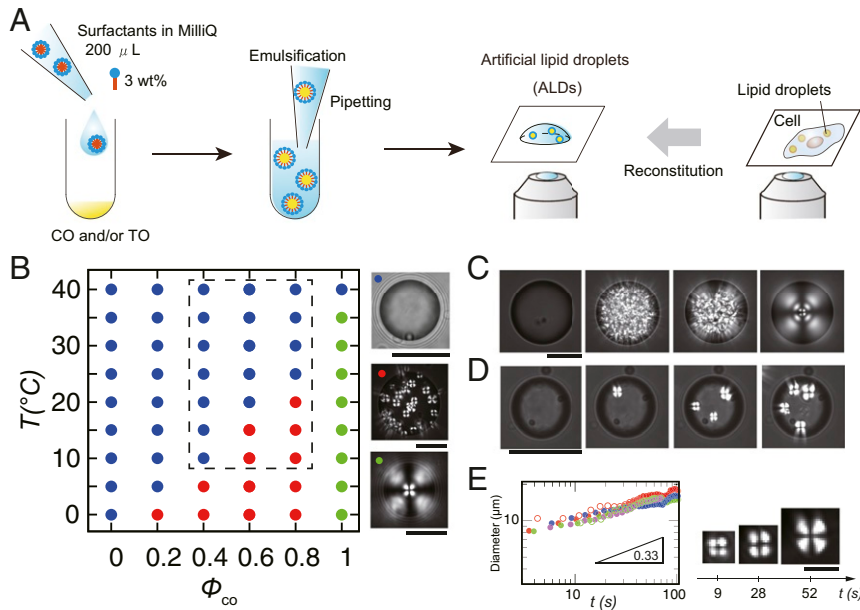 A
Surfactants in MilliQ
200 μ L
3 wt%
CO and/or TO
Emulsification
Pipetting
Artificial lipid droplets
(ALDs)
Reconstitution
Lipid droplets
Cell
B
T(°C)
40
30
20
10
0
0 0.2 0.4 0.6 0.8 1
Φco
C
D
E
Diameter (μm)
10
0.33
10 100
t (s)
9 28 52 t (s)